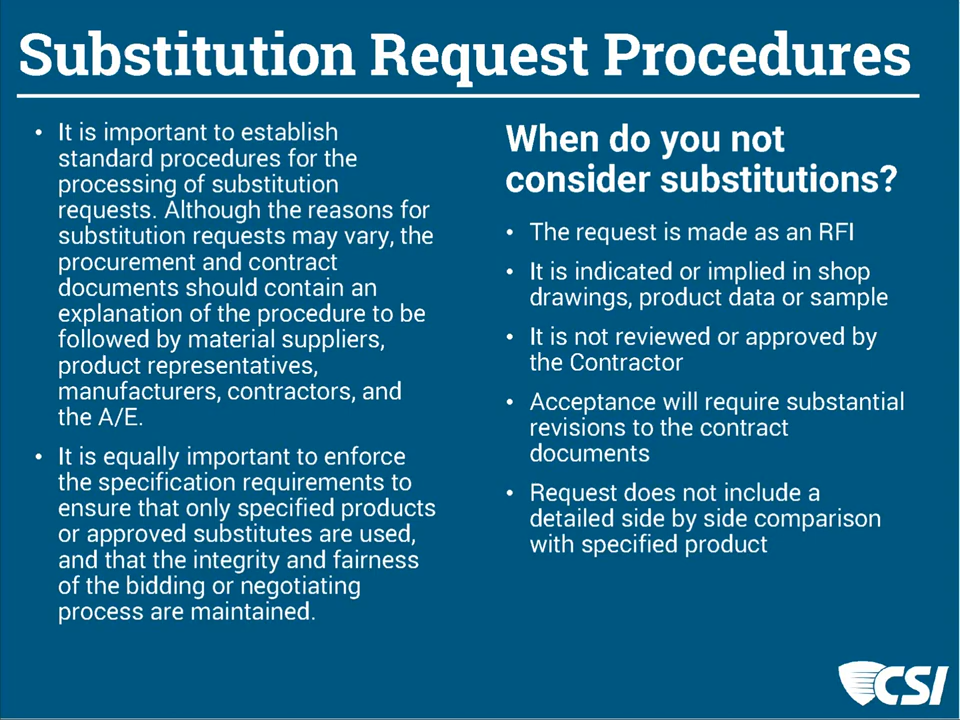 Substitution Request Procedures
• It is important to establish
standard procedures for the
processing of substitution
requests. Although the reasons for
substitution requests may vary, the
procurement and contract
documents should contain an
explanation of the procedure to be
followed by material suppliers,
product representatives,
manufacturers, contractors, and
the A/E.
• It is equally important to enforce
the specification requirements to
ensure that only specified products
or approved substitutes are used,
and that the integrity and fairness
of the bidding or negotiating
process are maintained.
When do you not
consider substitutions?
• The request is made as an RFI
• It is indicated or implied in shop
drawings, product data or sample
• It is not reviewed or approved by
the Contractor
• Acceptance will require substantial
revisions to the contract
documents
• Request does not include a
detailed side by side comparison
with specified product
CSI